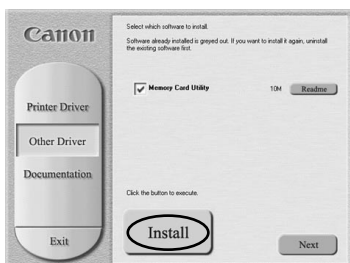 Canon
Printer Driver
Other Driver
Documentation
Exit
Select which software to install.
Software already installed is greyed out. If you want to install it again, uninstall
the existing software first.
Memory Card Utility 10M Readme
Click the button to execute.
Install
Next